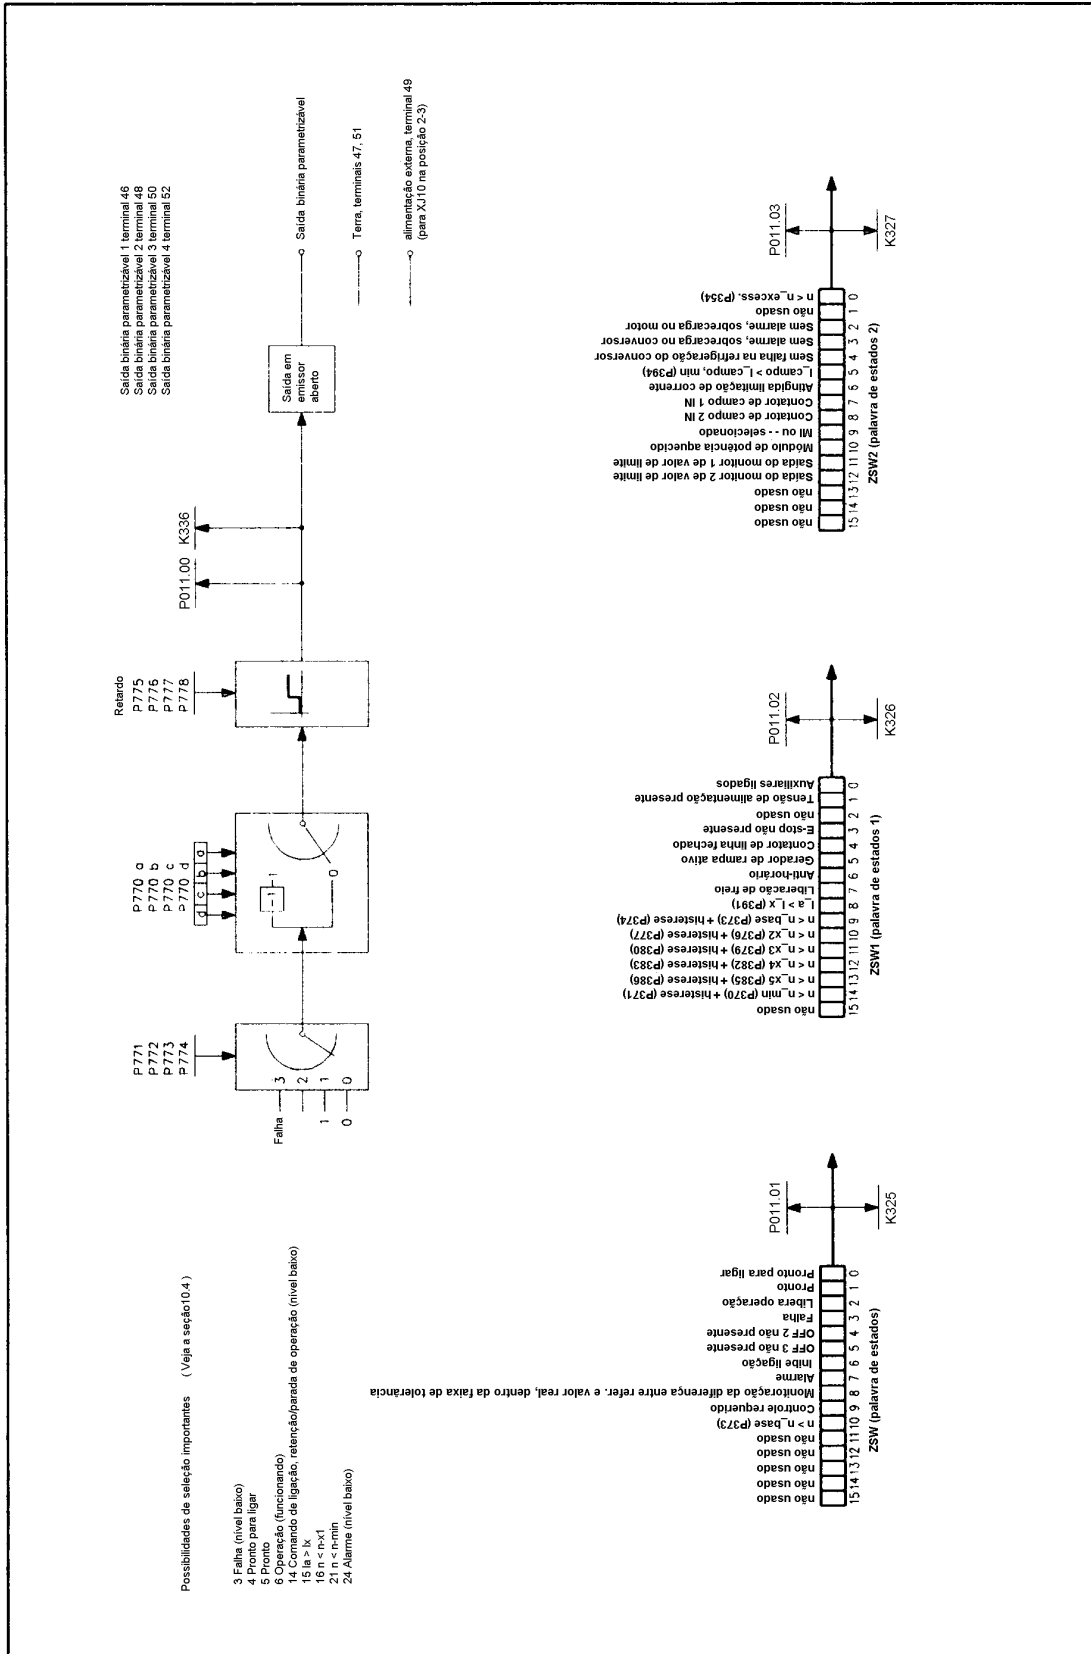 Possibilidades de seleção importantes ( Veja a seção10.4 )
3 Falha (nível baixo)
4 Pronto para ligar
5 Pronto
6 Operação (funcionando)
14 Comando de ligação, retenção/parada de operação (nível baixo)
15 Ia > Ix
16 n < n-x1
21 n < n-min
24 Alarme (nível baixo)
P771
P772
P773
P774
Falha
3
2
1
1
0
0
P770 a
P770 b
P770 c
P770 d
d
c
b
a
-1
1
0
Retardo
P775
P776
P777
P778
P011.00
K336
Saída em
emissor
aberto
Saída binária parametrizável 1 terminal 46
Saída binária parametrizável 2 terminal 48
Saída binária parametrizável 3 terminal 50
Saída binária parametrizável 4 terminal 52
Saída binária parametrizável
Terra, terminais 47, 51
alimentação externa, terminal 49
(para XJ10 na posição 2-3)
não usado
não usado
não usado
não usado
não usado
n > n_base (P373)
Controle requerido
Monitoração da diferença entre refer. e valor real, dentro da faixa de tolerância
Alarme
Inibe ligação
OFF 3 não presente
OFF 2 não presente
Falha
Libera operação
Pronto
Pronto para ligar
15 14 13 12 11 10 9 8 7 6 5 4 3 2 1 0
ZSW (palavra de estados)
P011.01
K325
não usado
n < n_min (P370) + histerese (P371)
n < n_x5 (P385) + histerese (P386)
n < n_x4 (P382) + histerese (P383)
n < n_x3 (P379) + histerese (P380)
n < n_x2 (P376) + histerese (P377)
n < n_base (P373) + histerese (P374)
I_a > I_x (P391)
Liberação de freio
Anti-horário
Gerador de rampa ativo
Contator de linha fechado
E-stop não presente
não usado
Tensão de alimentação presente
Auxiliares ligados
15 14 13 12 11 10 9 8 7 6 5 4 3 2 1 0
ZSW1 (palavra de estados 1)
P011.02
K326
não usado
não usado
não usado
Saída do monitor 2 de valor de limite
Saída do monitor 1 de valor de limite
Módulo de potência aquecido
MI ou - - selecionado
Contator de campo 2 IN
Contator de campo 1 IN
Atingida limitação de corrente
I_campo > I_campo, min (P394)
Sem falha na refrigeração do conversor
Sem alarme, sobrecarga no conversor
Sem alarme, sobrecarga no motor
não usado
n < n_excess. (P354)
15 14 13 12 11 10 9 8 7 6 5 4 3 2 1 0
ZSW2 (palavra de estados 2)
P011.03
K327